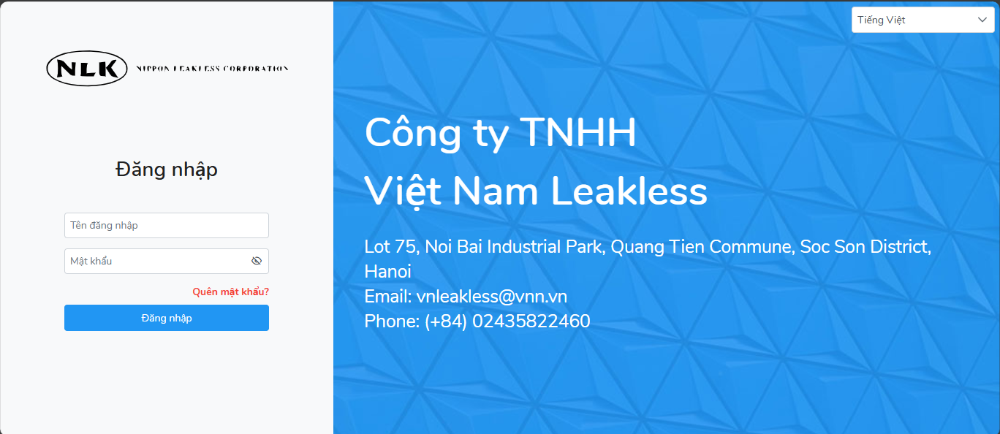 NLK NIPPON LEAKLESS CORPORATION
Đăng nhập
Tên đăng nhập
Mật khẩu
Quên mật khẩu?
Đăng nhập
Tiếng Việt
Công ty TNHH
Việt Nam Leakless
Lot 75, Noi Bai Industrial Park, Quang Tien Commune, Soc Son District,
Hanoi
Email: vnleakless@vnn.vn
Phone: (+84) 02435822460